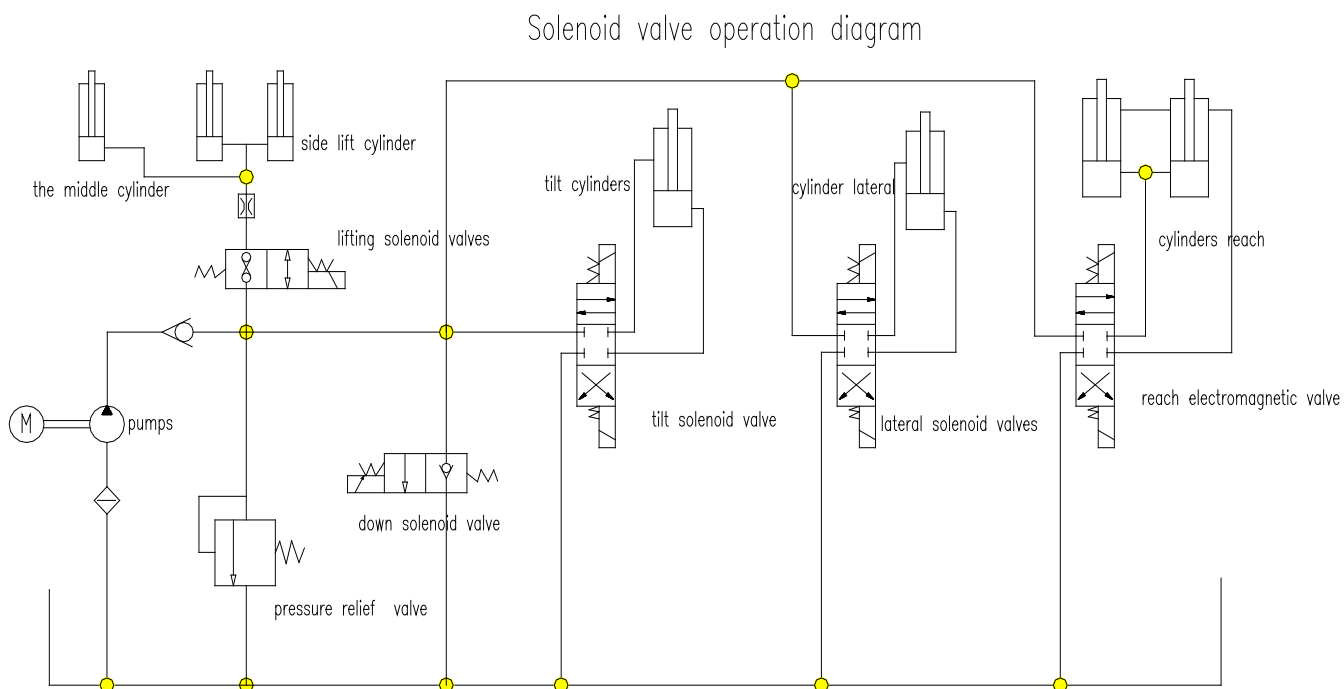 Solenoid valve operation diagram
side lift cylinder
the middle cylinder
tilt cylinders
cylinder lateral
lifting solenoid valves
cylinders reach
reach electromagnetic valve
M
pumps
tilt solenoid valve
lateral solenoid valves
down solenoid valve
pressure relief valve